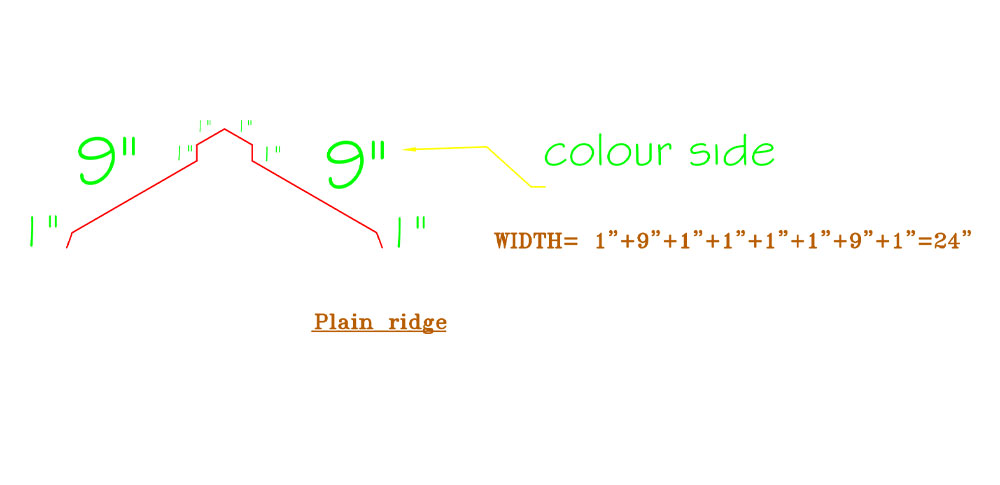 1" 1"
9" 1" 1" 9" colour side
1" 1"
WIDTH= 1”+9”+1”+1”+1”+1”+9”+1”=24”
Plain ridge